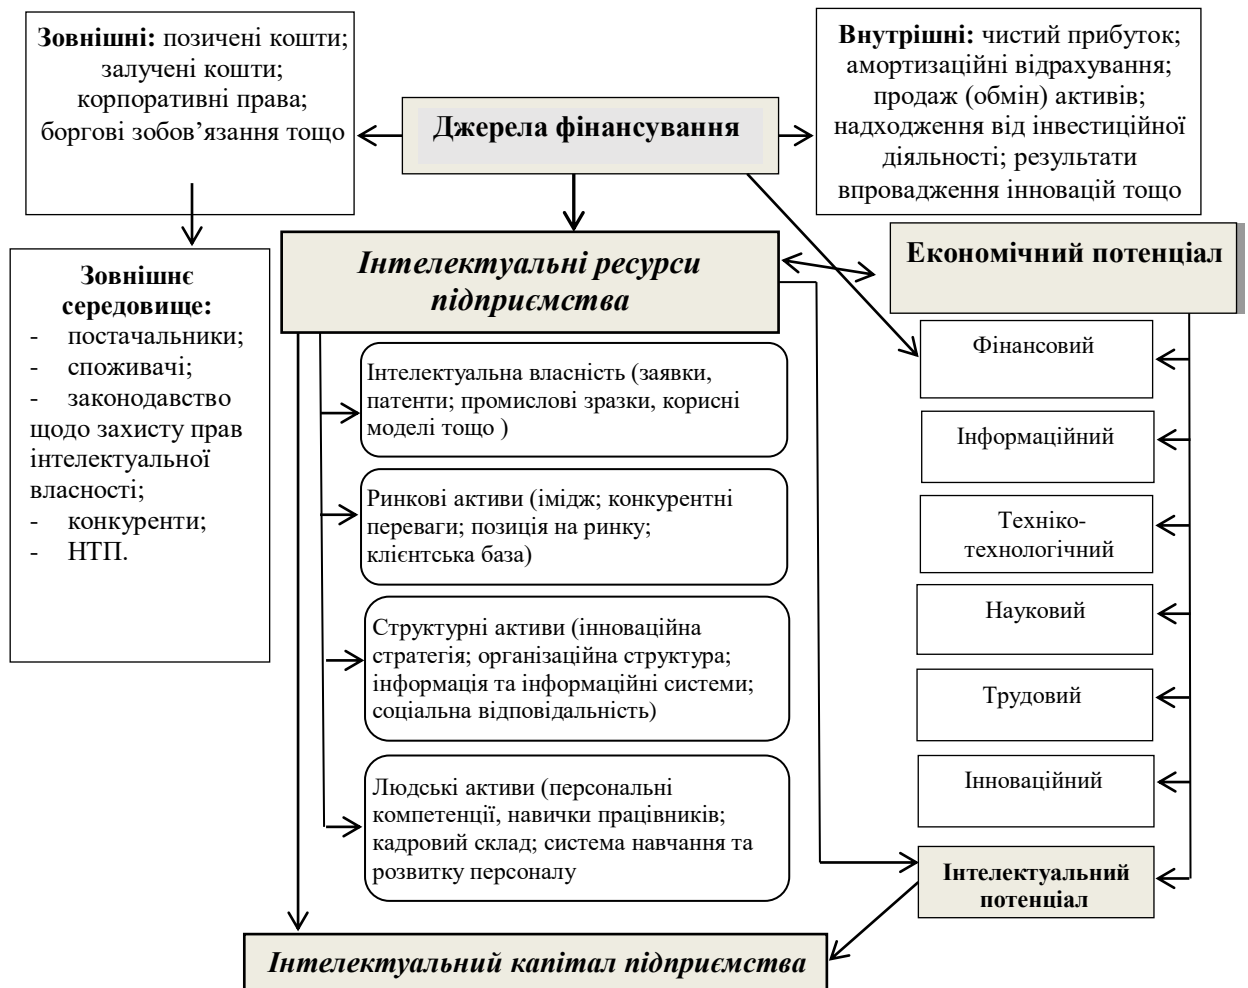 Зовнішні: позичені кошти;
залучені кошти;
корпоративні права;
боргові зобов’язання тощо
Джерела фінансування
Внутрішні: чистий прибуток;
амортизаційні відрахування;
продаж (обмін) активів;
надходження від інвестиційної
діяльності; результати
впровадження інновацій тощо
Зовнішнє
середовище:
- постачальники;
- споживачі;
- законодавство
щодо захисту прав
інтелектуальної
власності;
- конкуренти;
- НТП.
Інтелектуальні ресурси
підприємства
Інтелектуальна власність (заявки,
патенти; промислові зразки, корисні
моделі тощо )
Ринкові активи (імідж; конкурентні
переваги; позиція на ринку;
клієнтська база)
Структурні активи (інноваційна
стратегія; організаційна структура;
інформація та інформаційні системи;
соціальна відповідальність)
Людські активи (персональні
компетенції, навички працівників;
кадровий склад; система навчання та
розвитку персоналу
Економічний потенціал
Фінансовий
Інформаційний
Техніко-
технологічний
Науковий
Трудовий
Інноваційний
Інтелектуальний
потенціал
Інтелектуальний капітал підприємства